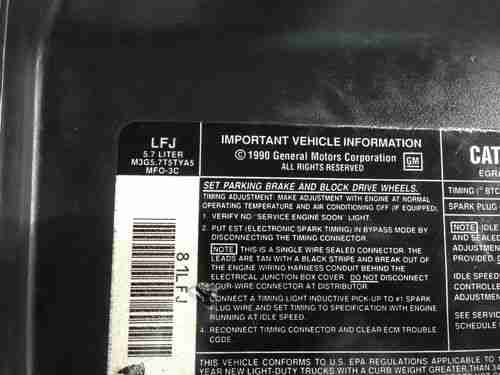 LFJ
5.7 LITER
M3G5.7T5TYA5
MFO-3C
81LFJ
IMPORTANT VEHICLE INFORMATION
© 1990 General Motors Corporation GM
ALL RIGHTS RESERVED
SET PARKING BRAKE AND BLOCK DRIVE WHEELS.
TIMING ADJUSTMENT: MAKE ADJUSTMENT WITH ENGINE AT NORMAL
OPERATING TEMPERATURE AND AIR CONDITIONING OFF (IF EQUIPPED)
1. VERIFY NO "SERVICE ENGINE SOON" LIGHT.
2. PUT EST (ELECTRONIC SPARK TIMING) IN BYPASS MODE BY
DISCONNECTING THE TIMING CONNECTOR.
NOTE THIS IS A SINGLE WIRE SEALED CONNECTOR. THE
LEADS ARE TAN WITH A BLACK STRIPE AND BREAK OUT OF
THE ENGINE WIRING HARNESS CONDUIT BEHIND THE
ELECTRICAL JUNCTION BOX COVER. DO NOT DISCONNECT
UR-WIRE CONNECTOR AT DISTRIBUTOR.
CONNECT A TIMING LIGHT INDUCTIVE PICK-UP TO #1 SPARK
PLUG WIRE AND SET TIMING TO SPECIFICATION WITH ENGINE
RUNNING AT IDLE SPEED.
4. RECONNECT TIMING CONNECTOR AND CLEAR ECM TROUBLE
CODE.
THIS VEHICLE CONFORMS TO U.S. EPA REGULATIONS APPLICABLE TO
YEAR NEW LIGHT-DUTY TRUCKS WITH A CURB WEIGHT GREATER THAN
CAT
EGR
TIMING (° BTC
SPARK PLUG
NOTE IDLE
AND SEALED
ADJUSTMENT
PROVIDED.
IDLE SPEED
CONTROLLE
ADJUSTMEN
SEE SERVIC
SCHEDULE